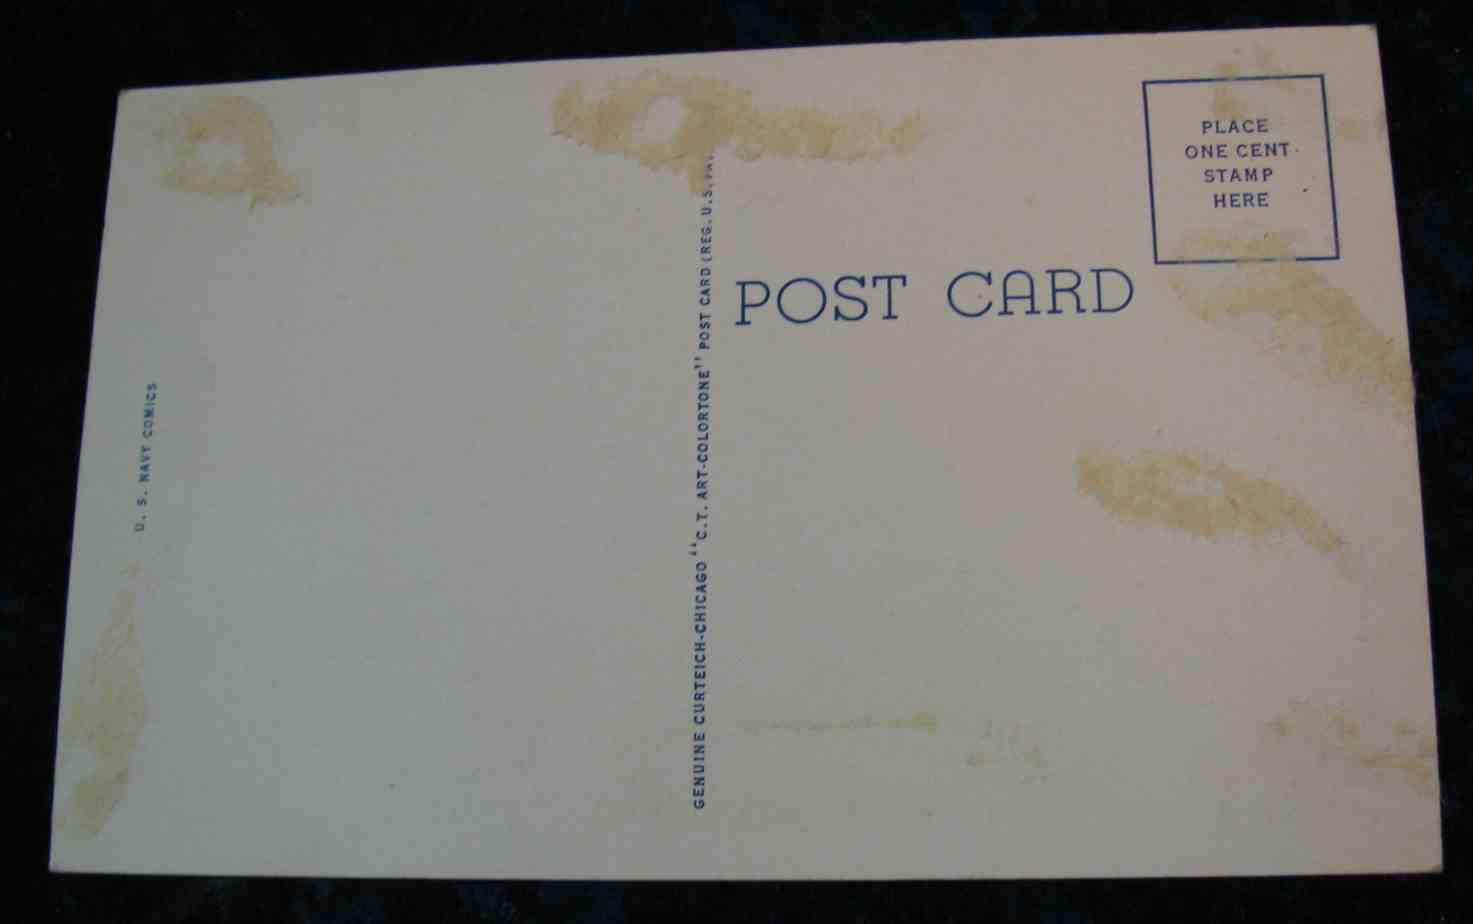 PLACE
ONE CENT
STAMP
HERE
POST CARD
GENUINE CURTEICH-CHICAGO "C.T. ART-COLORTONE" POST CARD (REG. U.S.
U. S. NAVY COMICS